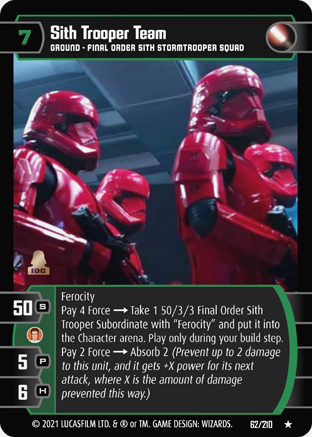 7
Sith Trooper Team
GROUND - FINAL ORDER SITH STORMTROOPER SQUAD
IDC
50 S
5 P
6 H
Ferocity
Pay 4 Force → Take 1 50/3/3 Final Order Sith
Trooper Subordinate with "Ferocity" and put it into
the Character arena. Play only during your build step.
Pay 2 Force → Absorb 2 (Prevent up to 2 damage
to this unit, and it gets +X power for its next
attack, where X is the amount of damage
prevented this way.)
© 2021 LUCASFILM LTD. & ® or TM. GAME DESIGN: WIZARDS. 62/210 ★